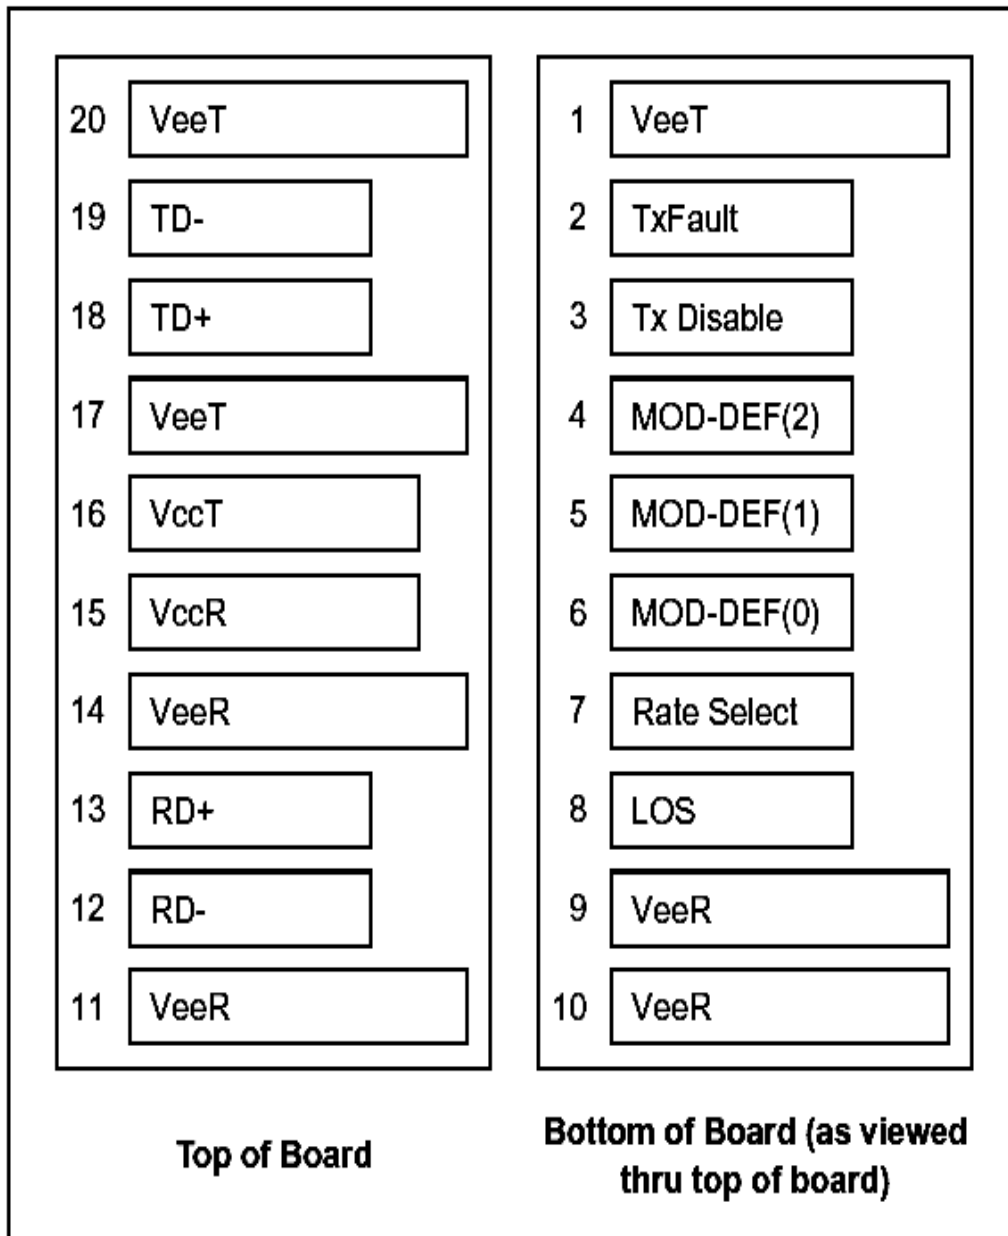 20 VeeT
19 TD-
18 TD+
17 VeeT
16 VccT
15 VccR
14 VeeR
13 RD+
12 RD-
11 VeeR
Top of Board
1 VeeT
2 TxFault
3 Tx Disable
4 MOD-DEF(2)
5 MOD-DEF(1)
6 MOD-DEF(0)
7 Rate Select
8 LOS
9 VeeR
10 VeeR
Bottom of Board (as viewed
thru top of board)